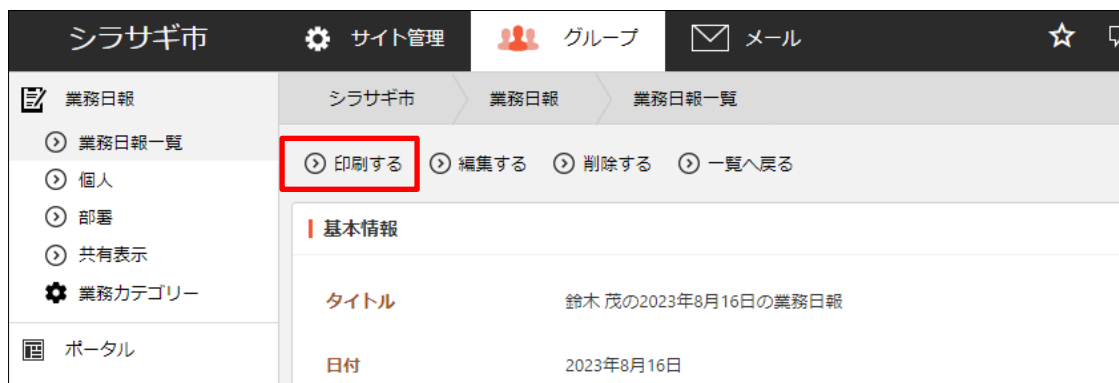 シラサギ市 サイト管理 グループ メール
業務日報
シラサギ市 業務日報 業務日報一覧
業務日報一覧
個人
部署
共有表示
業務カテゴリー
ポータル
印刷する 編集する 削除する 一覧へ戻る
基本情報
タイトル 鈴木 茂の2023年8月16日の業務日報
日付 2023年8月16日